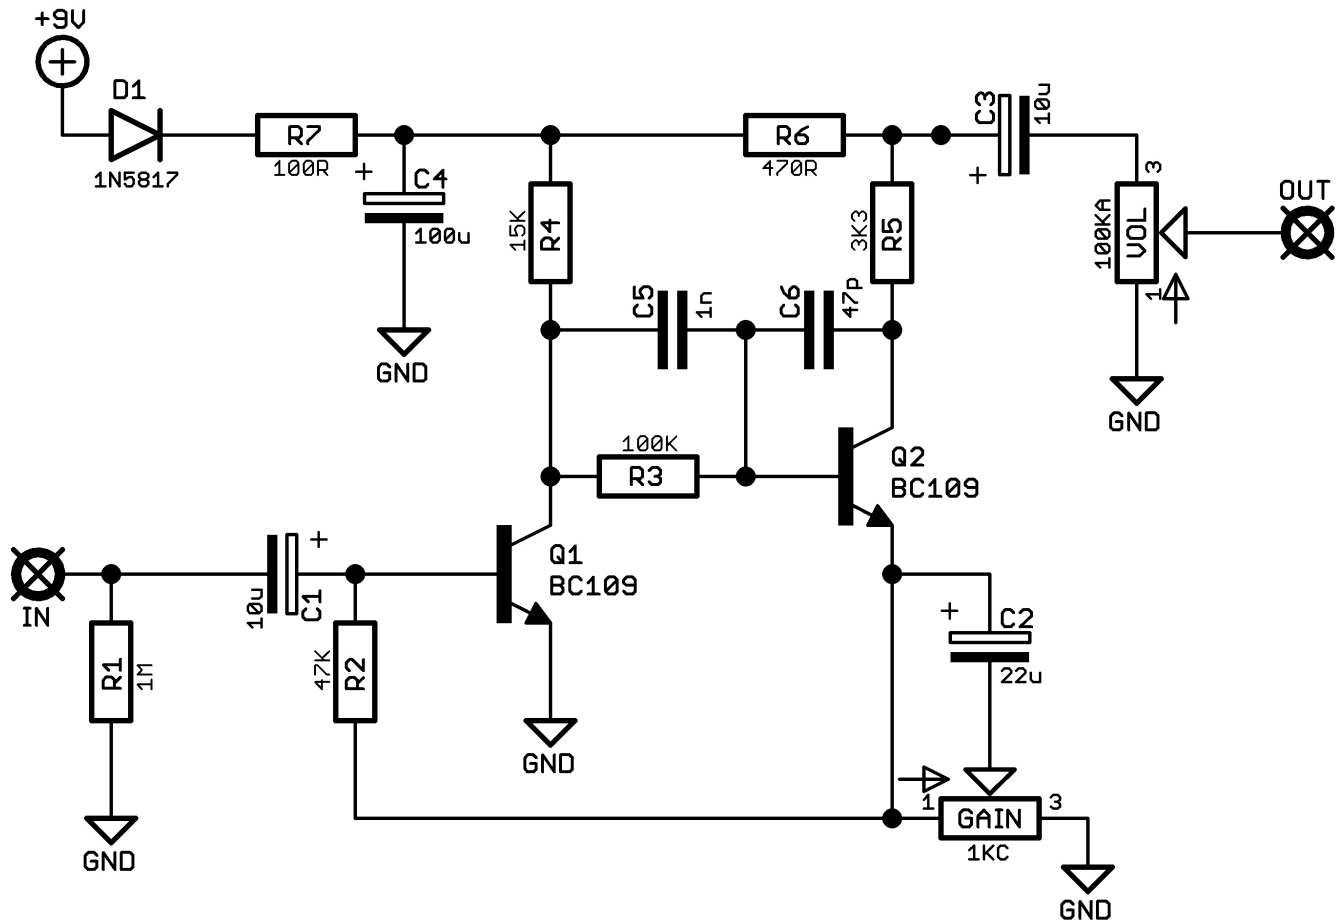 +9V
D1
1N5817
R7
100R
+
C4
100u
GND
R4
15K
R6
470R
R5
3K3
C3
10u
+
3
VOL
100KA
1
GND
OUT
C5
1n
C6
47p
100K
R3
Q2
BC109
Q1
BC109
GND
IN
10u
C1
+
R1
1M
GND
47K
R2
+
C2
22u
1
GAIN
3
1KC
GND